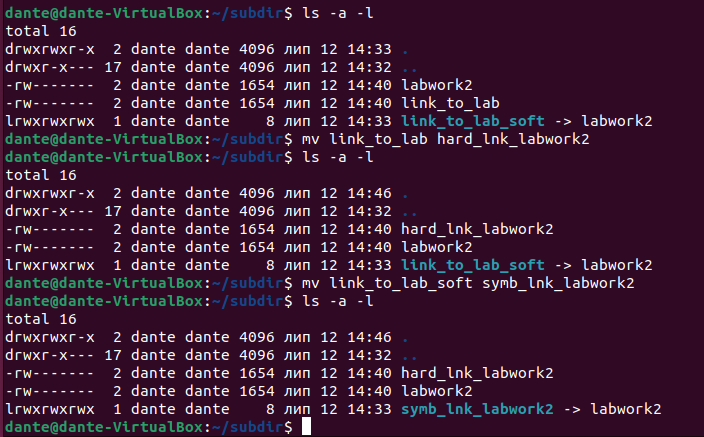 dante@dante-VirtualBox:~/subdir$ ls -a -l
total 16
drwxrwxr-x  2 dante dante 4096 лип 12 14:33 .
drwxr-x--- 17 dante dante 4096 лип 12 14:32 ..
-rw-------  2 dante dante 1654 лип 12 14:40 labwork2
-rw-------  2 dante dante 1654 лип 12 14:40 link_to_lab
lrwxrwxrwx  1 dante dante    8 лип 12 14:33 link_to_lab_soft -> labwork2
dante@dante-VirtualBox:~/subdir$ mv link_to_lab hard_lnk_labwork2
dante@dante-VirtualBox:~/subdir$ ls -a -l
total 16
drwxrwxr-x  2 dante dante 4096 лип 12 14:46 .
drwxr-x--- 17 dante dante 4096 лип 12 14:32 ..
-rw-------  2 dante dante 1654 лип 12 14:40 hard_lnk_labwork2
-rw-------  2 dante dante 1654 лип 12 14:40 labwork2
lrwxrwxrwx  1 dante dante    8 лип 12 14:33 link_to_lab_soft -> labwork2
dante@dante-VirtualBox:~/subdir$ mv link_to_lab_soft symb_lnk_labwork2
dante@dante-VirtualBox:~/subdir$ ls -a -l
total 16
drwxrwxr-x  2 dante dante 4096 лип 12 14:46 .
drwxr-x--- 17 dante dante 4096 лип 12 14:32 ..
-rw-------  2 dante dante 1654 лип 12 14:40 hard_lnk_labwork2
-rw-------  2 dante dante 1654 лип 12 14:40 labwork2
lrwxrwxrwx  1 dante dante    8 лип 12 14:33 symb_lnk_labwork2 -> labwork2
dante@dante-VirtualBox:~/subdir$